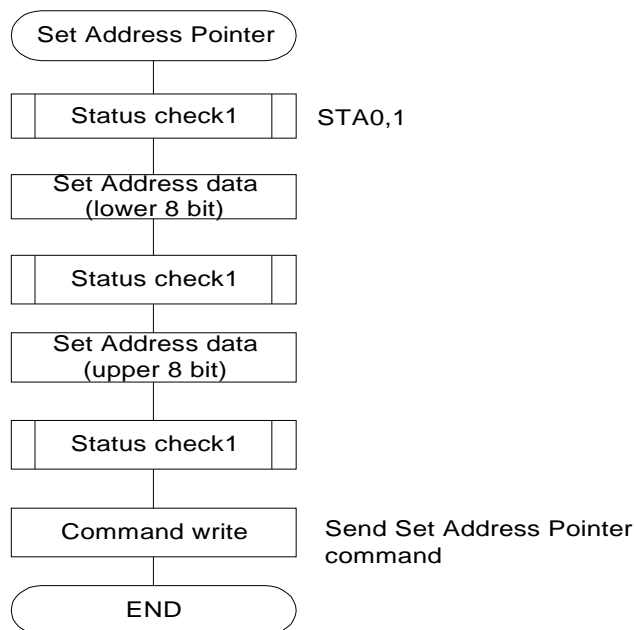 Set Address Pointer
Status check1
STA0,1
Set Address data
(lower 8 bit)
Status check1
Set Address data
(upper 8 bit)
Status check1
Command write
Send Set Address Pointer
command
END